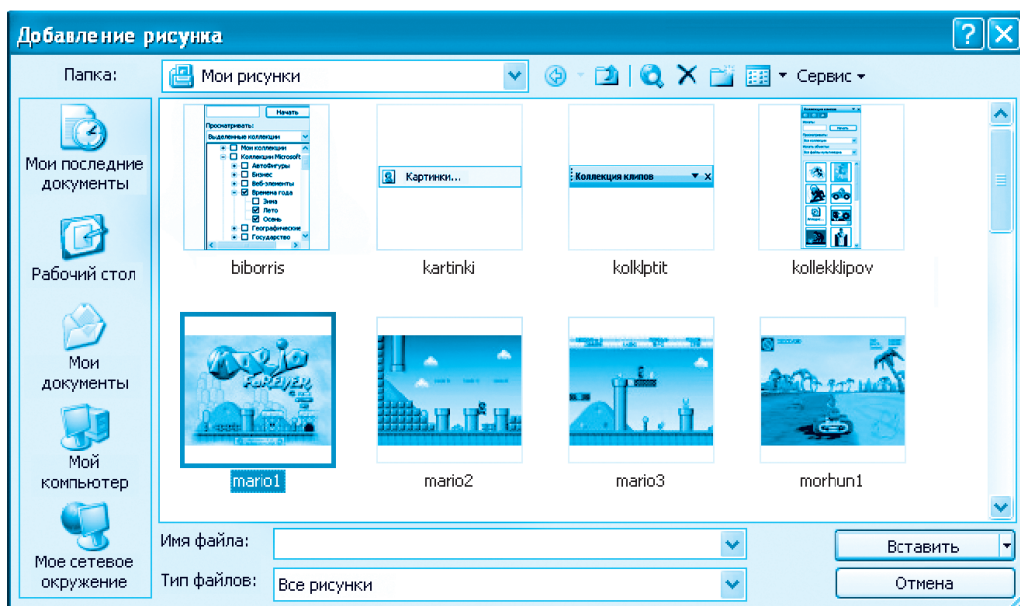 Добавление рисунка
Папка:
Мои рисунки
Сервис
Мои последние
документы
Рабочий стол
Мои
документы
Мой
компьютер
Мое сетевое
окружение
Начать
Просматривать:
Выделенные коллекции
Мои коллекции
Коллекции Microsoft
Автофигуры
Бизнес
Веб-элементы
Времена года
Зима
Лето
Осень
Географические
Государство
biborris
Картинки...
kartinki
Коллекция клипов
kolklptit
kollekklipov
MARIO
FOREVER
mario1
mario2
mario3
morhun1
Имя файла:
Вставить
Тип файлов:
Все рисунки
Отмена